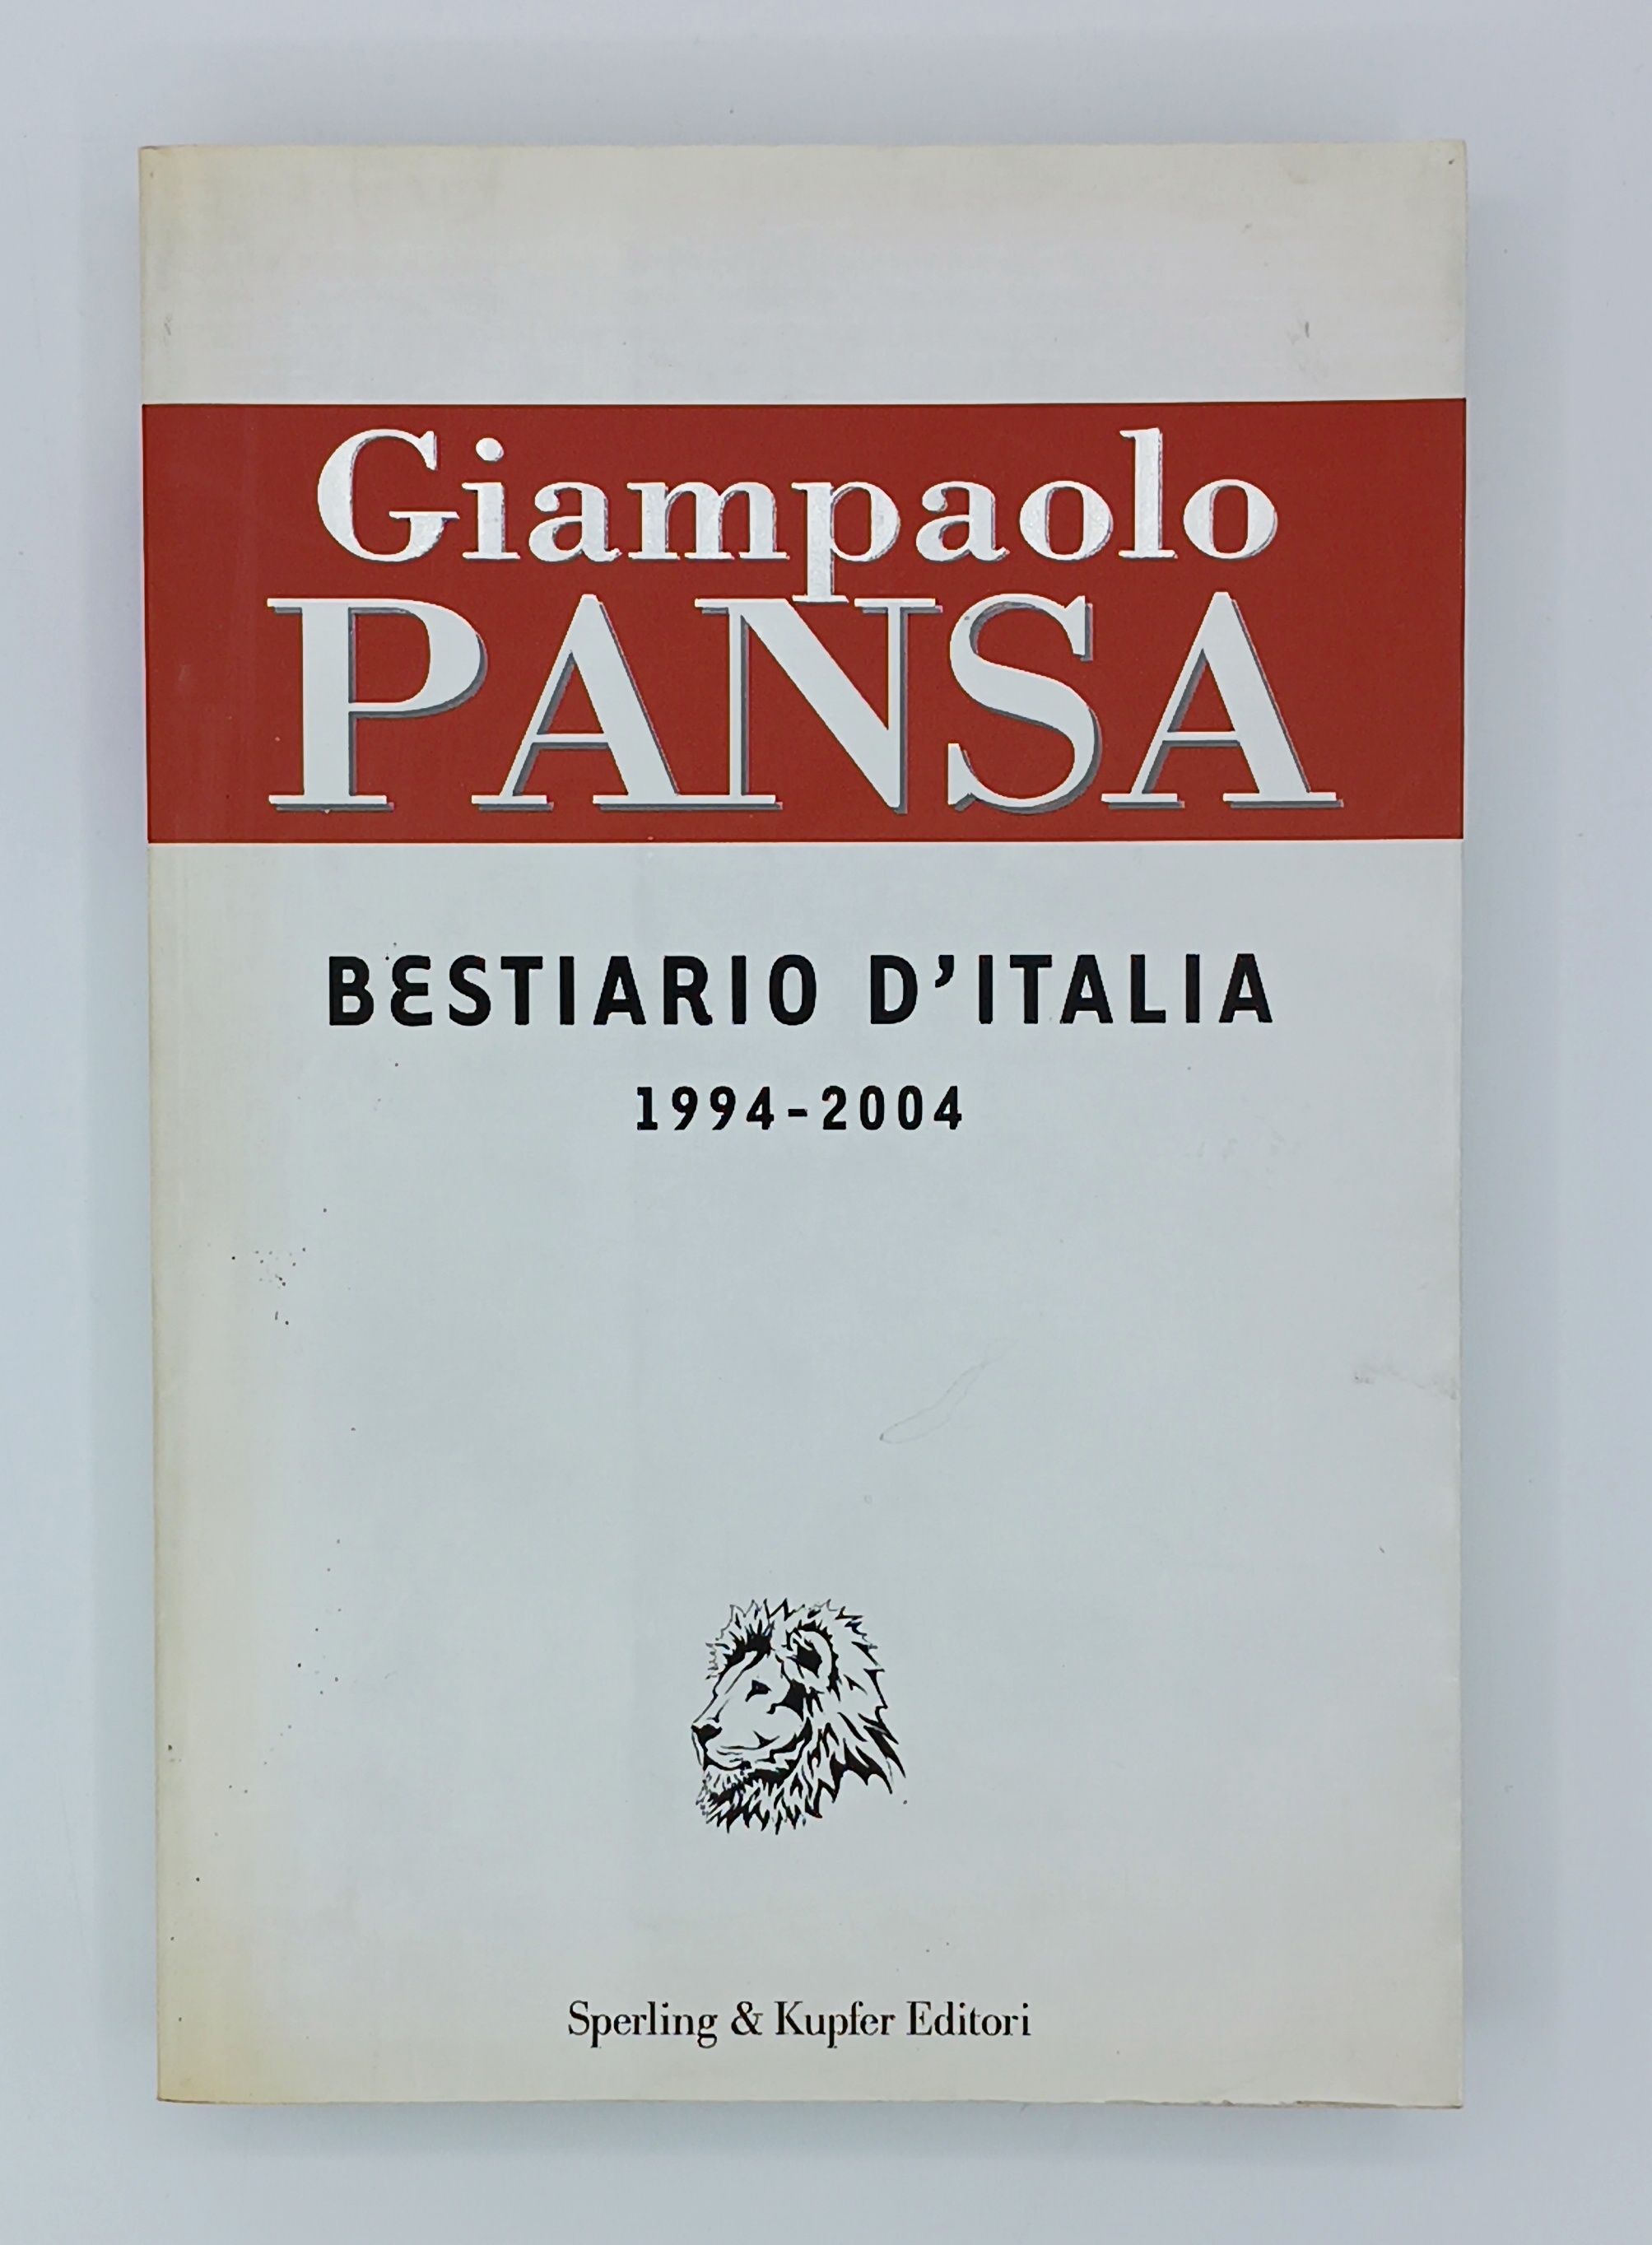 Giampaolo
PANSA
BESTIARIO D'ITALIA
1994-2004
Sperling & Kupfer Editori